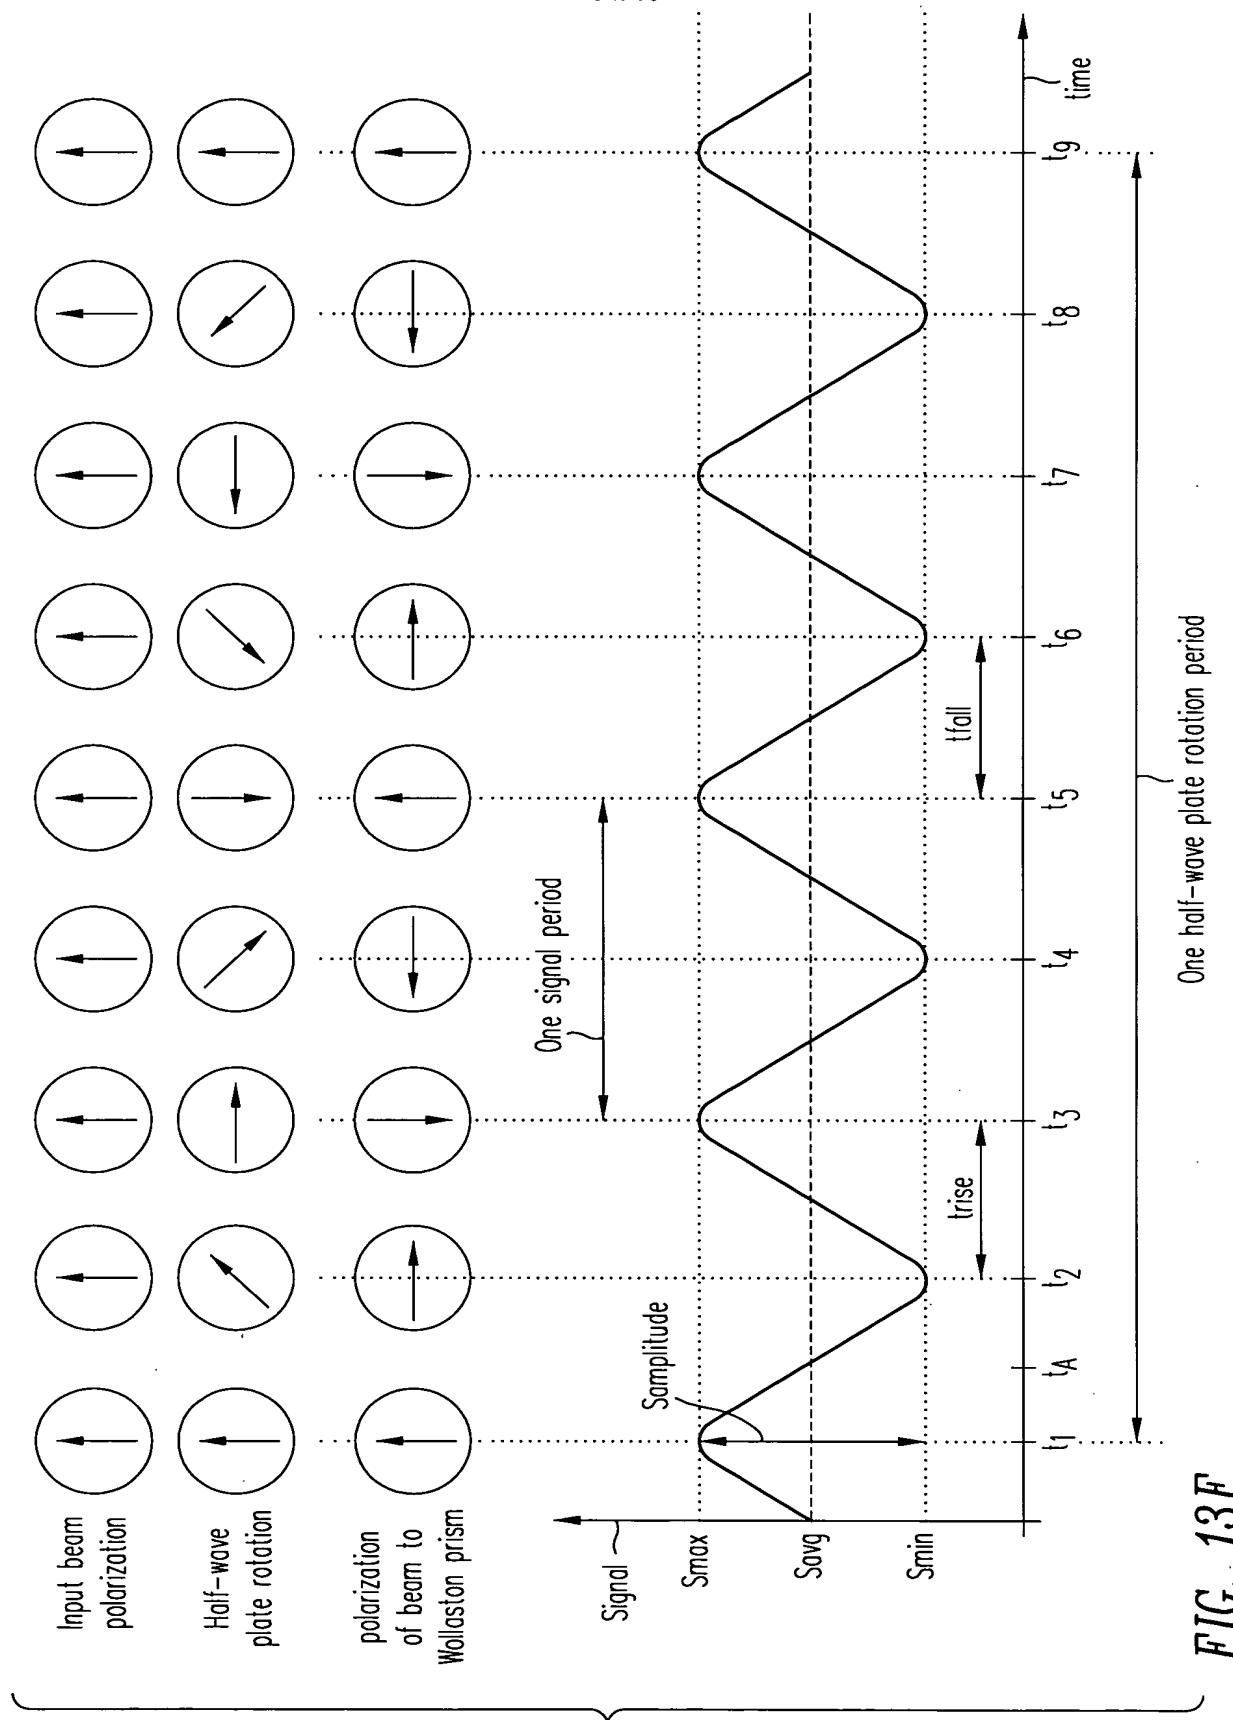 Input beam
polarization
Half-wave
plate rotation
polarization
of beam to
Wollaston prism
One signal period
Signal
Smax
Savg
Smin
Samplitude
trise
tfall
time
t1
tA
t2
t3
t4
t5
t6
t7
t8
t9
One half-wave plate rotation period
FIG. 13F